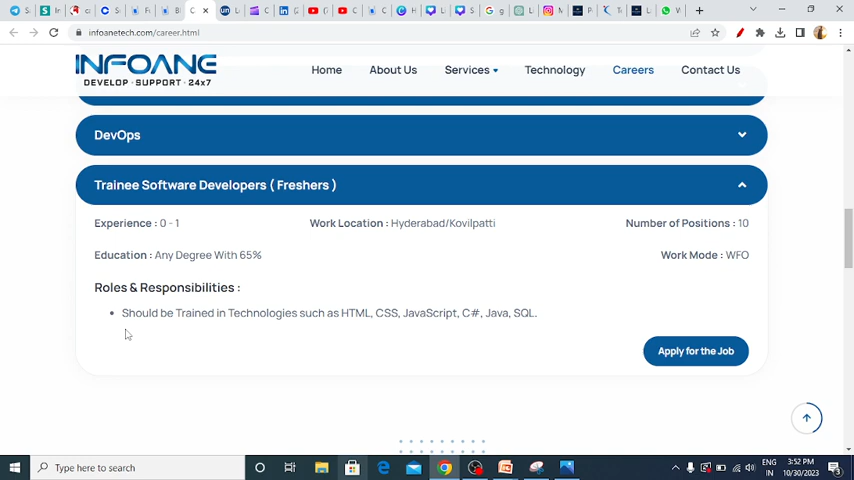 infoanetech.com/career.html
INFOANE
DEVELOP · SUPPORT · 24x7
Home About Us Services Technology Careers Contact Us
DevOps
Trainee Software Developers ( Freshers )
Experience : 0 - 1 Work Location : Hyderabad/Kovilpatti Number of Positions : 10
Education : Any Degree With 65% Work Mode : WFO
Roles & Responsibilities :
• Should be Trained in Technologies such as HTML, CSS, JavaScript, C#, Java, SQL.
Apply for the Job
Type here to search
ENG 3:52 PM
IN 10/30/2023